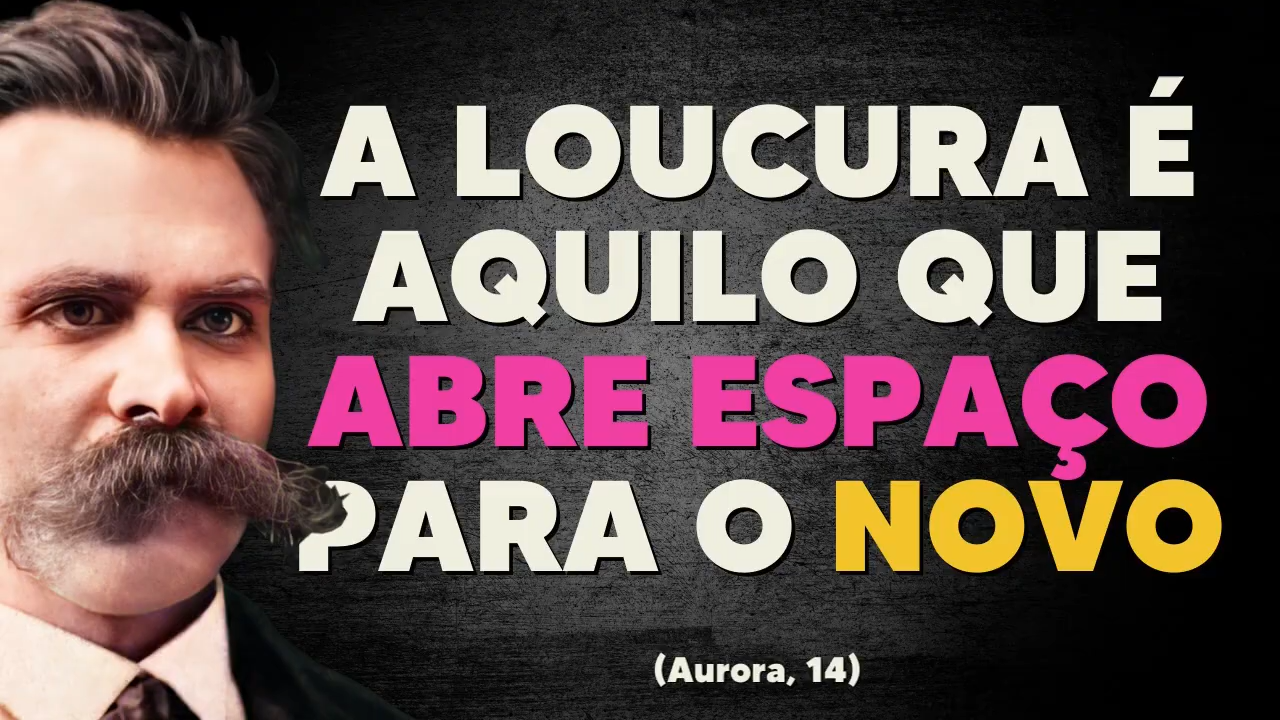 A LOUCURA É
AQUILO QUE
ABRE ESPAÇO
PARA O NOVO
(Aurora, 14)